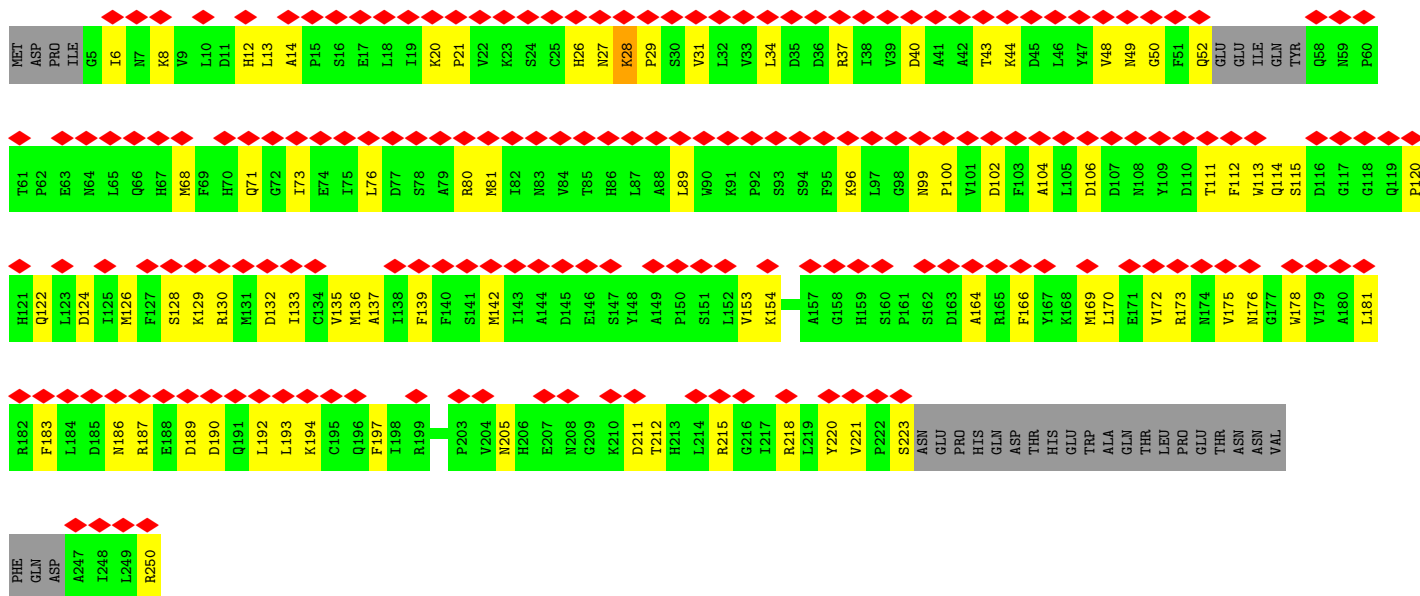 MET ASP PRO ILE G5 I6 N7 K8 V9 L10 D11 H12 L13 A14 P15 S16 E17 L18 I19 K20 P21 V22 K23 S24 C25 H26 N27 K28 P29 S30 V31 L32 V33 L34 D35 D36 R37 I38 V39 D40 A41 A42 T43 K44 D45 L46 Y47 V48 N49 G50 F51 Q52 GLU GLU ILE GLN TYR Q58 N59 P60
T61 P62 E63 N64 L65 Q66 H67 M68 F69 H70 Q71 G72 I73 E74 I75 L76 D77 S78 A79 R80 M81 I82 N83 V84 T85 H86 L87 A88 L89 W90 K91 P92 S93 S94 F95 K96 L97 G98 N99 P100 V101 D102 F103 A104 L105 D106 D107 N108 Y109 D110 T111 F112 W113 Q114 S115 D116 G117 G118 Q119 P120
H121 Q122 L123 D124 I125 M126 F127 S128 K129 R130 M131 D132 I133 C134 V135 M136 A137 I138 F139 F140 S141 M142 I143 A144 D145 E146 S147 Y148 A149 P150 S151 L152 V153 K154 A157 G158 H159 S160 P161 S162 D163 A164 R165 F166 Y167 K168 M169 L170 E171 V172 R173 N174 V175 N176 G177 W178 V179 A180 L181
R182 F183 L184 D185 N186 R187 E188 D189 D190 Q191 L192 L193 K194 C195 Q196 F197 I198 R199 P203 V204 N205 H206 E207 N208 G209 K210 D211 T212 H213 L214 R215 G216 I217 R218 L219 Y220 V221 P222 S223 ASN GLU PRO HIS GLN ASP THR HIS GLU TRP ALA GLN THR LEU PRO GLU THR ASN ASN VAL
PHE GLN ASP A247 I248 L249 R250